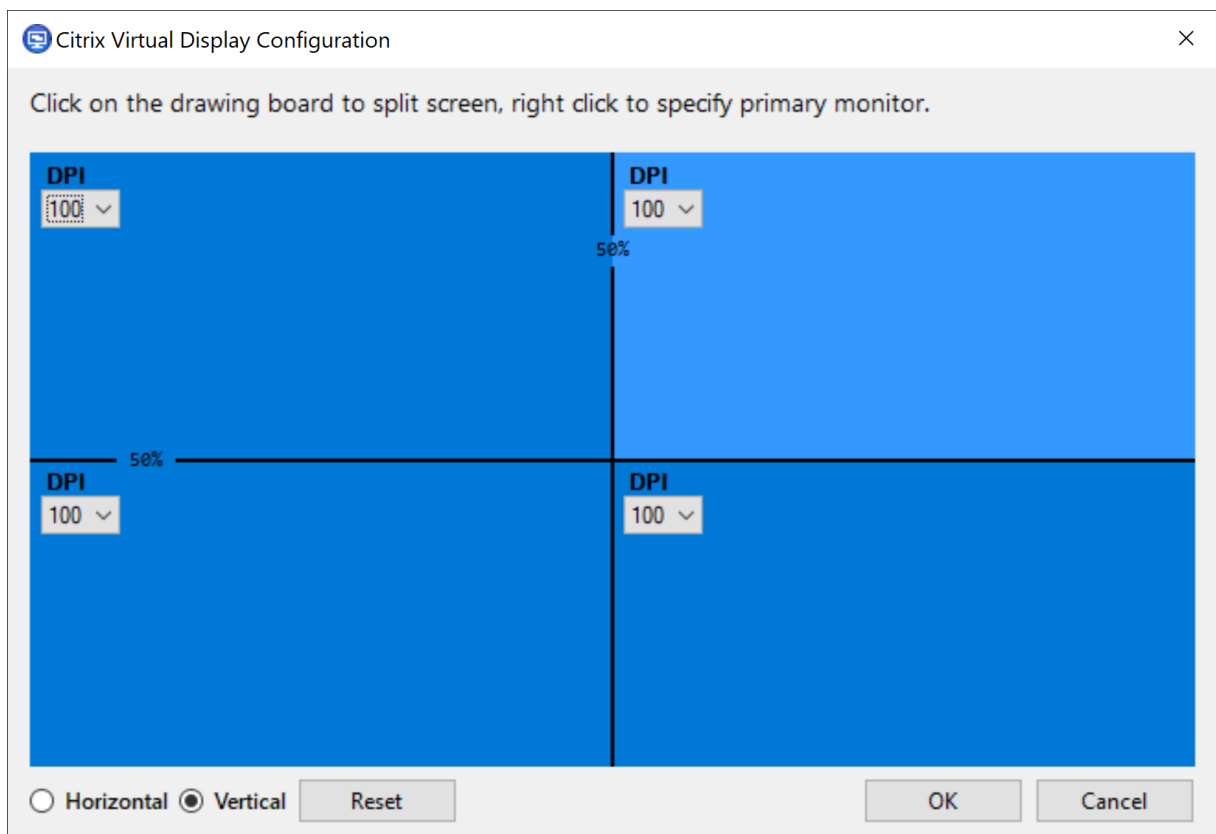 Citrix Virtual Display Configuration
Click on the drawing board to split screen, right click to specify primary monitor.
DPI
100
DPI
100
50%
50%
DPI
100
DPI
100
Horizontal Vertical Reset OK Cancel